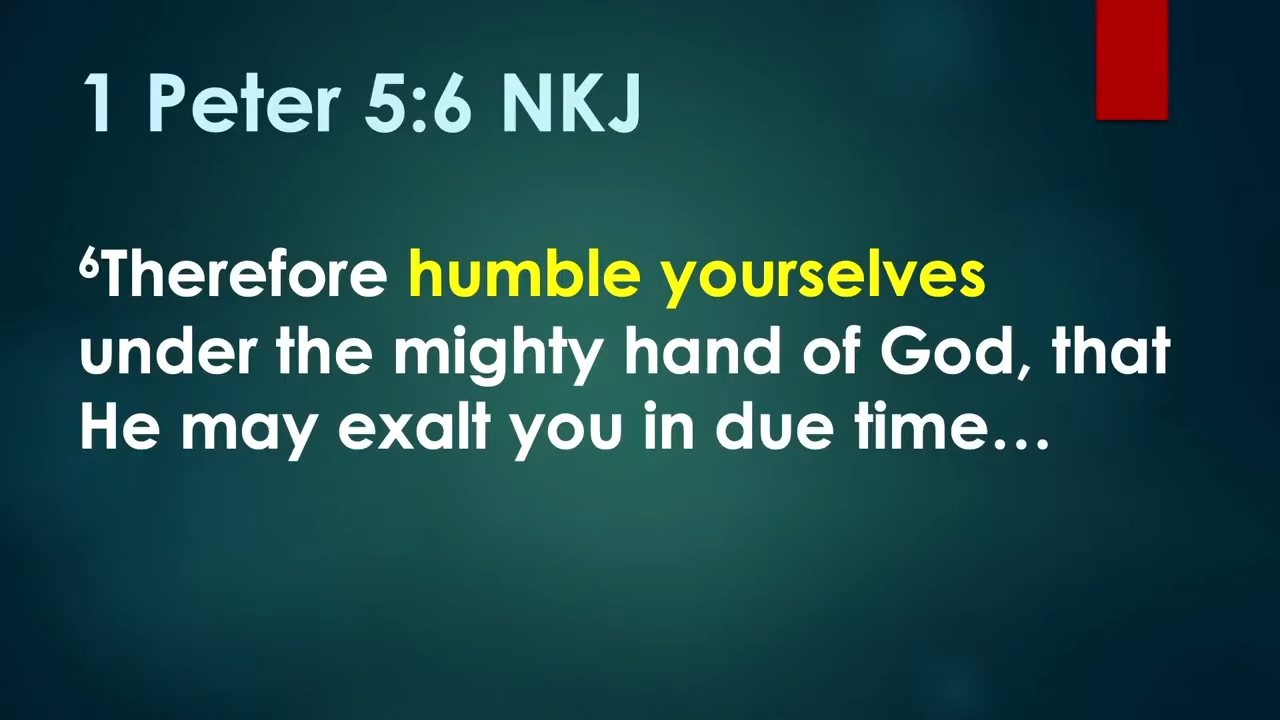 1 Peter 5:6 NKJ
⁶Therefore humble yourselves
under the mighty hand of God, that
He may exalt you in due time…